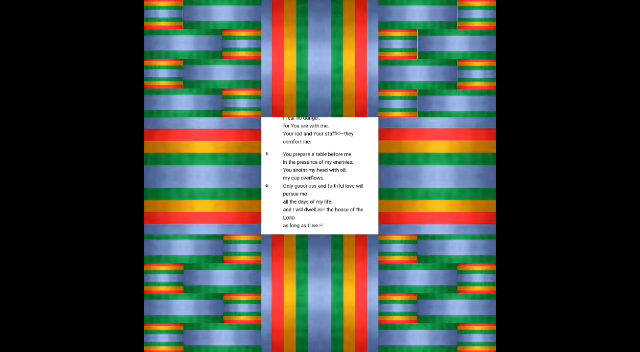 I fear no danger,
for You are with me.
Your rod and Your staff—they
comfort me.
5 You prepare a table before me
in the presence of my enemies.
You anoint my head with oil;
my cup overflows.
6 Only goodness and faithful love will
pursue me
all the days of my life,
and I will dwell in the house of the
LORD
as long as I live.